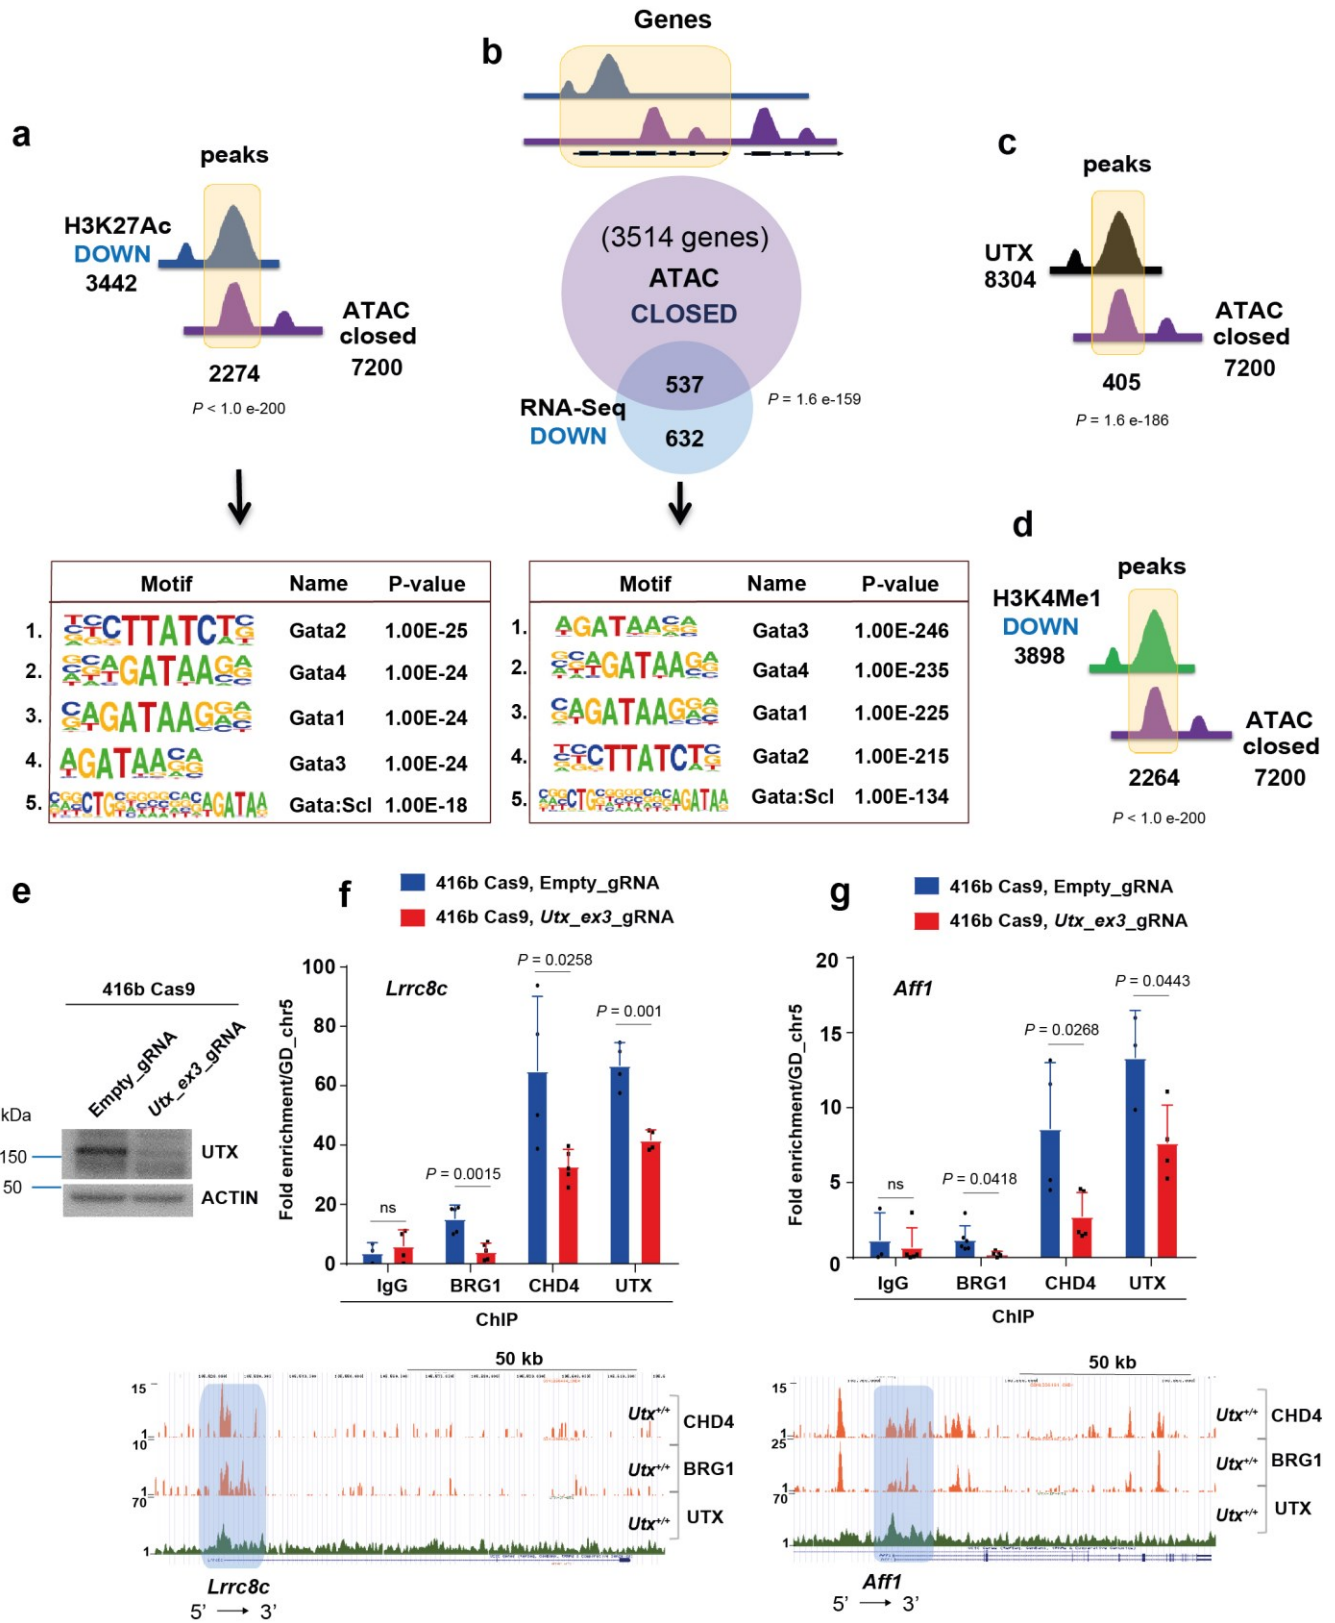 a
peaks
H3K27Ac
DOWN
3442
ATAC
closed
7200
2274
P < 1.0 e-200
Motif Name P-value
1. Gata2 1.00E-25
2. Gata4 1.00E-24
3. Gata1 1.00E-24
4. Gata3 1.00E-24
5. Gata:Scl 1.00E-18
b
Genes
(3514 genes)
ATAC
CLOSED
537
RNA-Seq
DOWN
632
P = 1.6 e-159
Motif Name P-value
1. Gata3 1.00E-246
2. Gata4 1.00E-235
3. Gata1 1.00E-225
4. Gata2 1.00E-215
5. Gata:Scl 1.00E-134
c
peaks
UTX
8304
ATAC
closed
7200
405
P = 1.6 e-186
d
peaks
H3K4Me1
DOWN
3898
ATAC
closed
7200
2264
P < 1.0 e-200
e
416b Cas9
Empty_gRNA
Utx_ex3_gRNA
kDa
150
50
UTX
ACTIN
f
416b Cas9, Empty_gRNA
416b Cas9, Utx_ex3_gRNA
Lrrc8c
Fold enrichment/GD_chr5
100
80
60
40
20
0
ns
P = 0.0015
P = 0.0258
P = 0.001
IgG BRG1 CHD4 UTX
ChIP
50 kb
15
1
10
1
70
1
Utx+/+ CHD4
Utx+/+ BRG1
Utx+/+ UTX
Lrrc8c
5’ → 3’
g
416b Cas9, Empty_gRNA
416b Cas9, Utx_ex3_gRNA
Aff1
Fold enrichment/GD_chr5
20
15
10
5
0
ns
P = 0.0418
P = 0.0268
P = 0.0443
IgG BRG1 CHD4 UTX
ChIP
50 kb
15
1
25
1
70
1
Utx+/+ CHD4
Utx+/+ BRG1
Utx+/+ UTX
Aff1
5’ → 3’